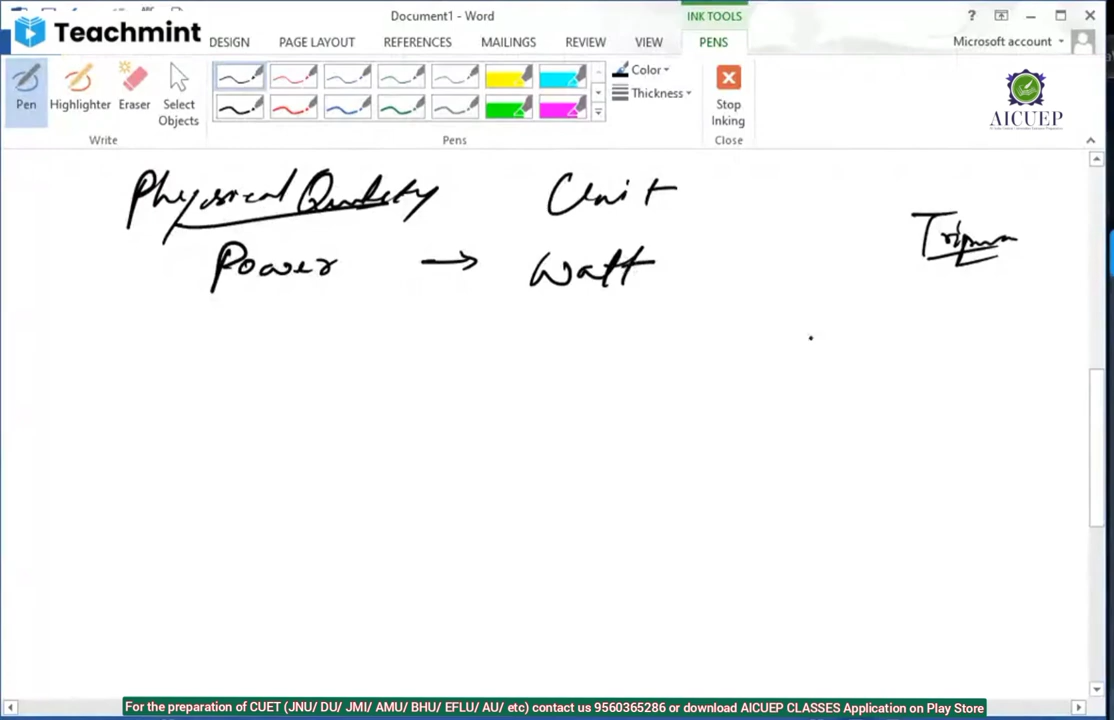 Document1 - Word
INK TOOLS
Teachmint
DESIGN PAGE LAYOUT REFERENCES MAILINGS REVIEW VIEW PENS
Microsoft account
Pen Highlighter Eraser Select Objects
Color
Thickness
Stop Inking
Write Pens Close
AICUEP
Physical Quntety Unit
Power → Watt
For the preparation of CUET (JNU/ DU/ JMI/ AMU/ BHU/ EFLU/ AU/ etc) contact us 9560365286 or download AICUEP CLASSES Application on Play Store